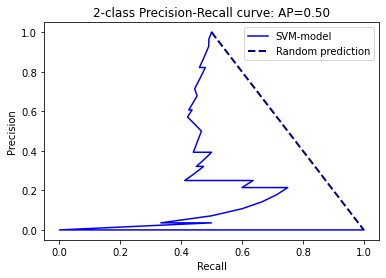 2-class Precision-Recall curve: AP=0.50
SVM-model
Random prediction
Precision
1.0
0.8
0.6
0.4
0.2
0.0
0.0 0.2 0.4 0.6 0.8 1.0
Recall